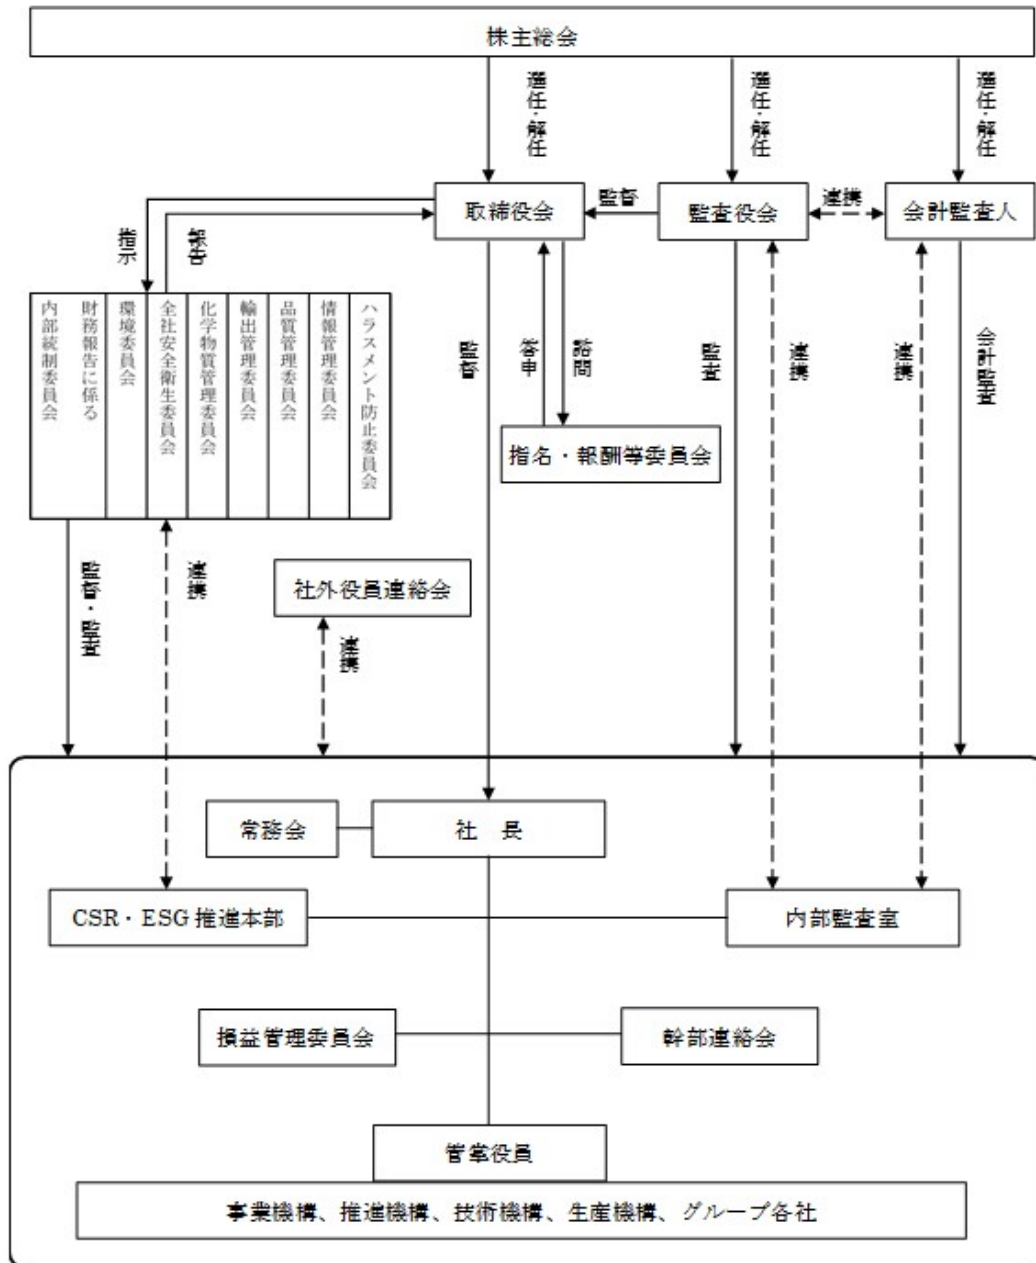 株主総会
選任・解任
選任・解任
選任・解任
取締役会
監督
監査役会
連携
会計監査人
指示
報告
財務報告に係る
内部統制委員会
環境委員会
全社安全衛生委員会
化学物質管理委員会
輸出管理委員会
品質管理委員会
情報管理委員会
ハラスメント防止委員会
監督
答申
諮問
監査
連携
連携
会計監査
指名・報酬等委員会
監督・監査
連携
社外役員連絡会
連携
常務会
社　長
CSR・ESG 推進本部
内部監査室
損益管理委員会
幹部連絡会
管掌役員
事業機構、推進機構、技術機構、生産機構、グループ各社